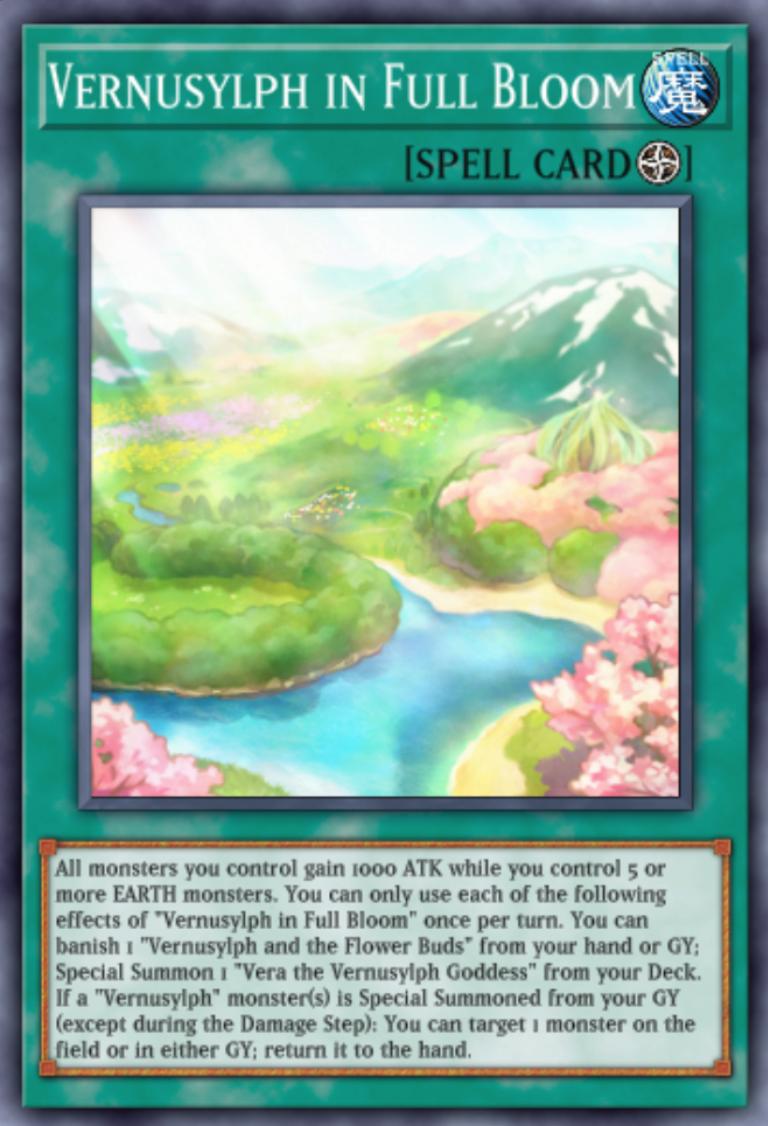 VERNUSYLPH IN FULL BLOOM
SPELL
魔
[SPELL CARD]
All monsters you control gain 1000 ATK while you control 5 or
more EARTH monsters. You can only use each of the following
effects of "Vernusylph in Full Bloom" once per turn. You can
banish 1 "Vernusylph and the Flower Buds" from your hand or GY;
Special Summon 1 "Vera the Vernusylph Goddess" from your Deck.
If a "Vernusylph" monster(s) is Special Summoned from your GY
(except during the Damage Step): You can target 1 monster on the
field or in either GY; return it to the hand.